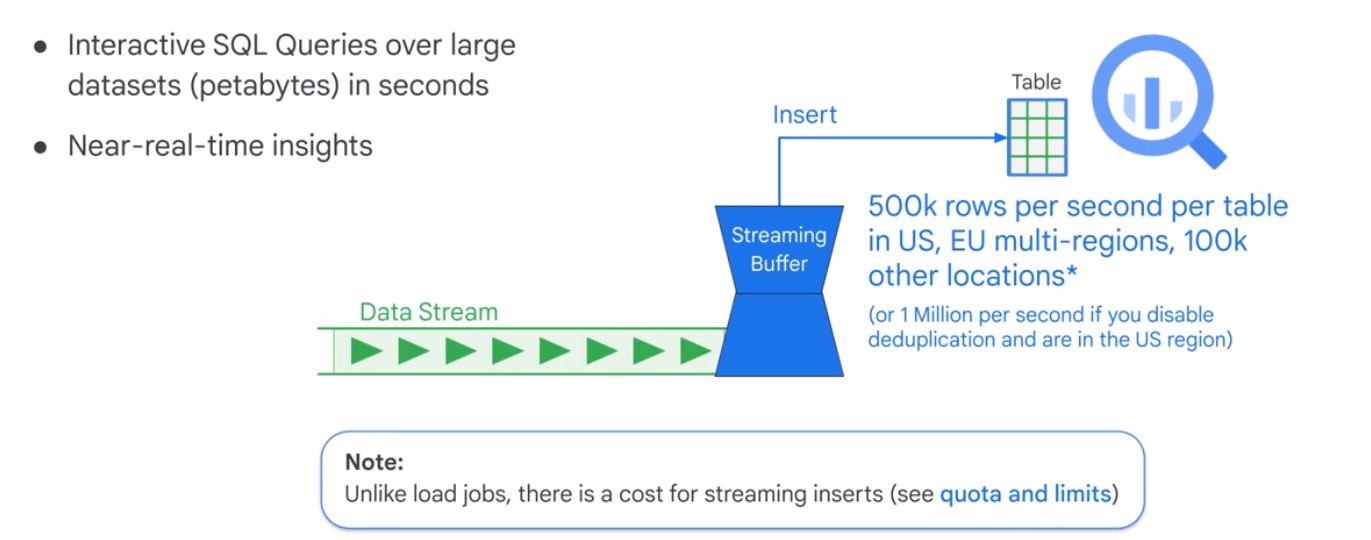 ● Interactive SQL Queries over large
datasets (petabytes) in seconds
● Near-real-time insights
Table
Insert
500k rows per second per table
in US, EU multi-regions, 100k
other locations*
(or 1 Million per second if you disable
deduplication and are in the US region)
Streaming
Buffer
Data Stream
Note:
Unlike load jobs, there is a cost for streaming inserts (see quota and limits)